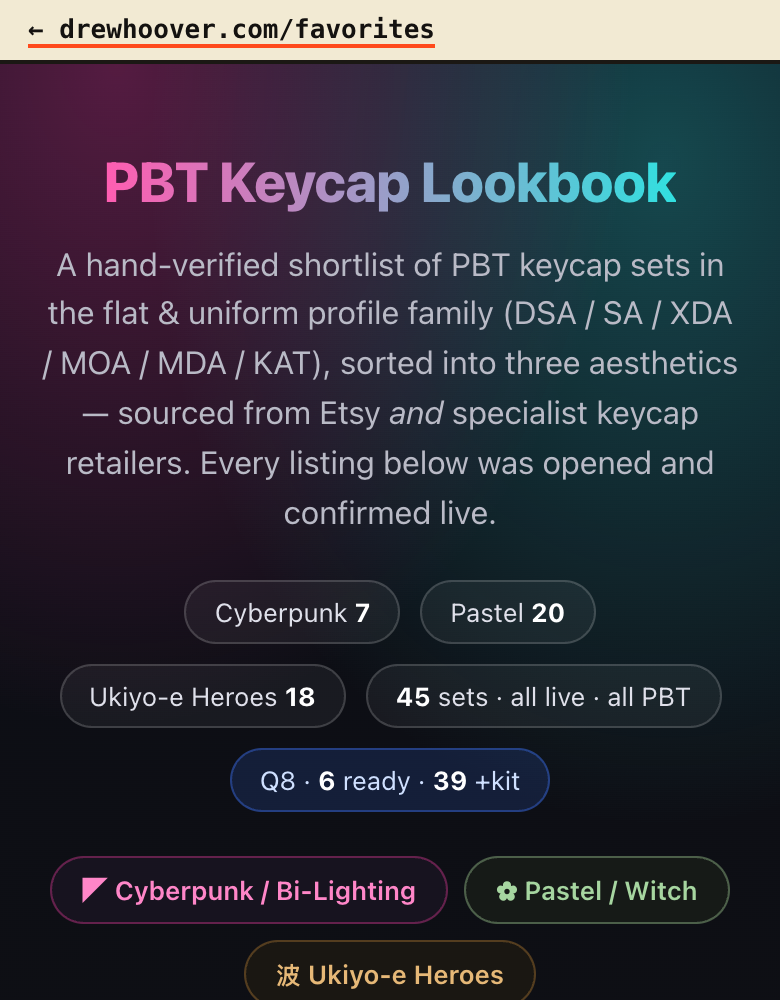 ← drewhoover.com/favorites
PBT Keycap Lookbook
A hand-verified shortlist of PBT keycap sets in
the flat & uniform profile family (DSA / SA / XDA
/ MOA / MDA / KAT), sorted into three aesthetics
— sourced from Etsy and specialist keycap
retailers. Every listing below was opened and
confirmed live.
Cyberpunk 7
Pastel 20
Ukiyo-e Heroes 18
45 sets · all live · all PBT
Q8 · 6 ready · 39 +kit
◤ Cyberpunk / Bi-Lighting
✿ Pastel / Witch
波 Ukiyo-e Heroes